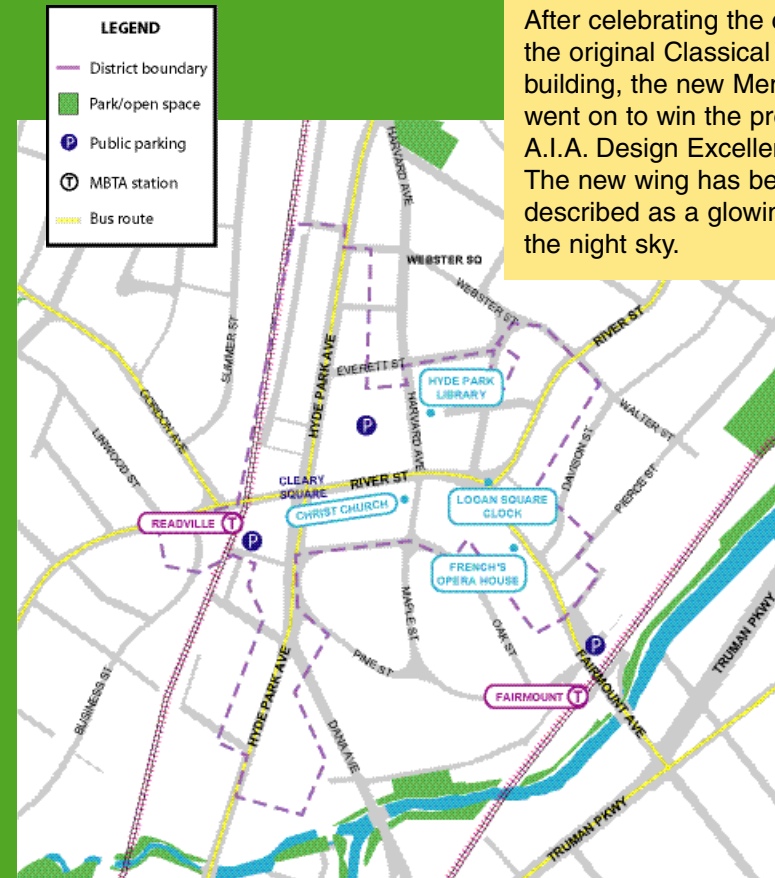 LEGEND
District boundary
Park/open space
P Public parking
T MBTA station
Bus route
After celebrating the
the original Classical
building, the new
went on to win the
A.I.A. Design
The new wing has
described as a
the night sky.
HARVARD AVE
WEBSTER SQ
WEBSTER ST
RIVER ST
SUMMER ST
HYDE PARK AVE
EVERETT ST
HYDE PARK
LIBRARY
GORDON AVE
HARVARD AVE
WALTER ST
P
LINWOOD ST
DAVISON ST
PIERCE ST
CLEARY
SQUARE
RIVER ST
CHRIST CHURCH
LOGAN SQUARE
CLOCK
READVILLE T
P
FRENCH'S
OPERA HOUSE
MAPLE ST
OAK ST
P
TRUMAN PKWY
PINE ST
FAIRMOUNT T
FAIRMOUNT AVE
BUSINESS ST
HYDE PARK AVE
DANA AVE
TRUMAN PKWY